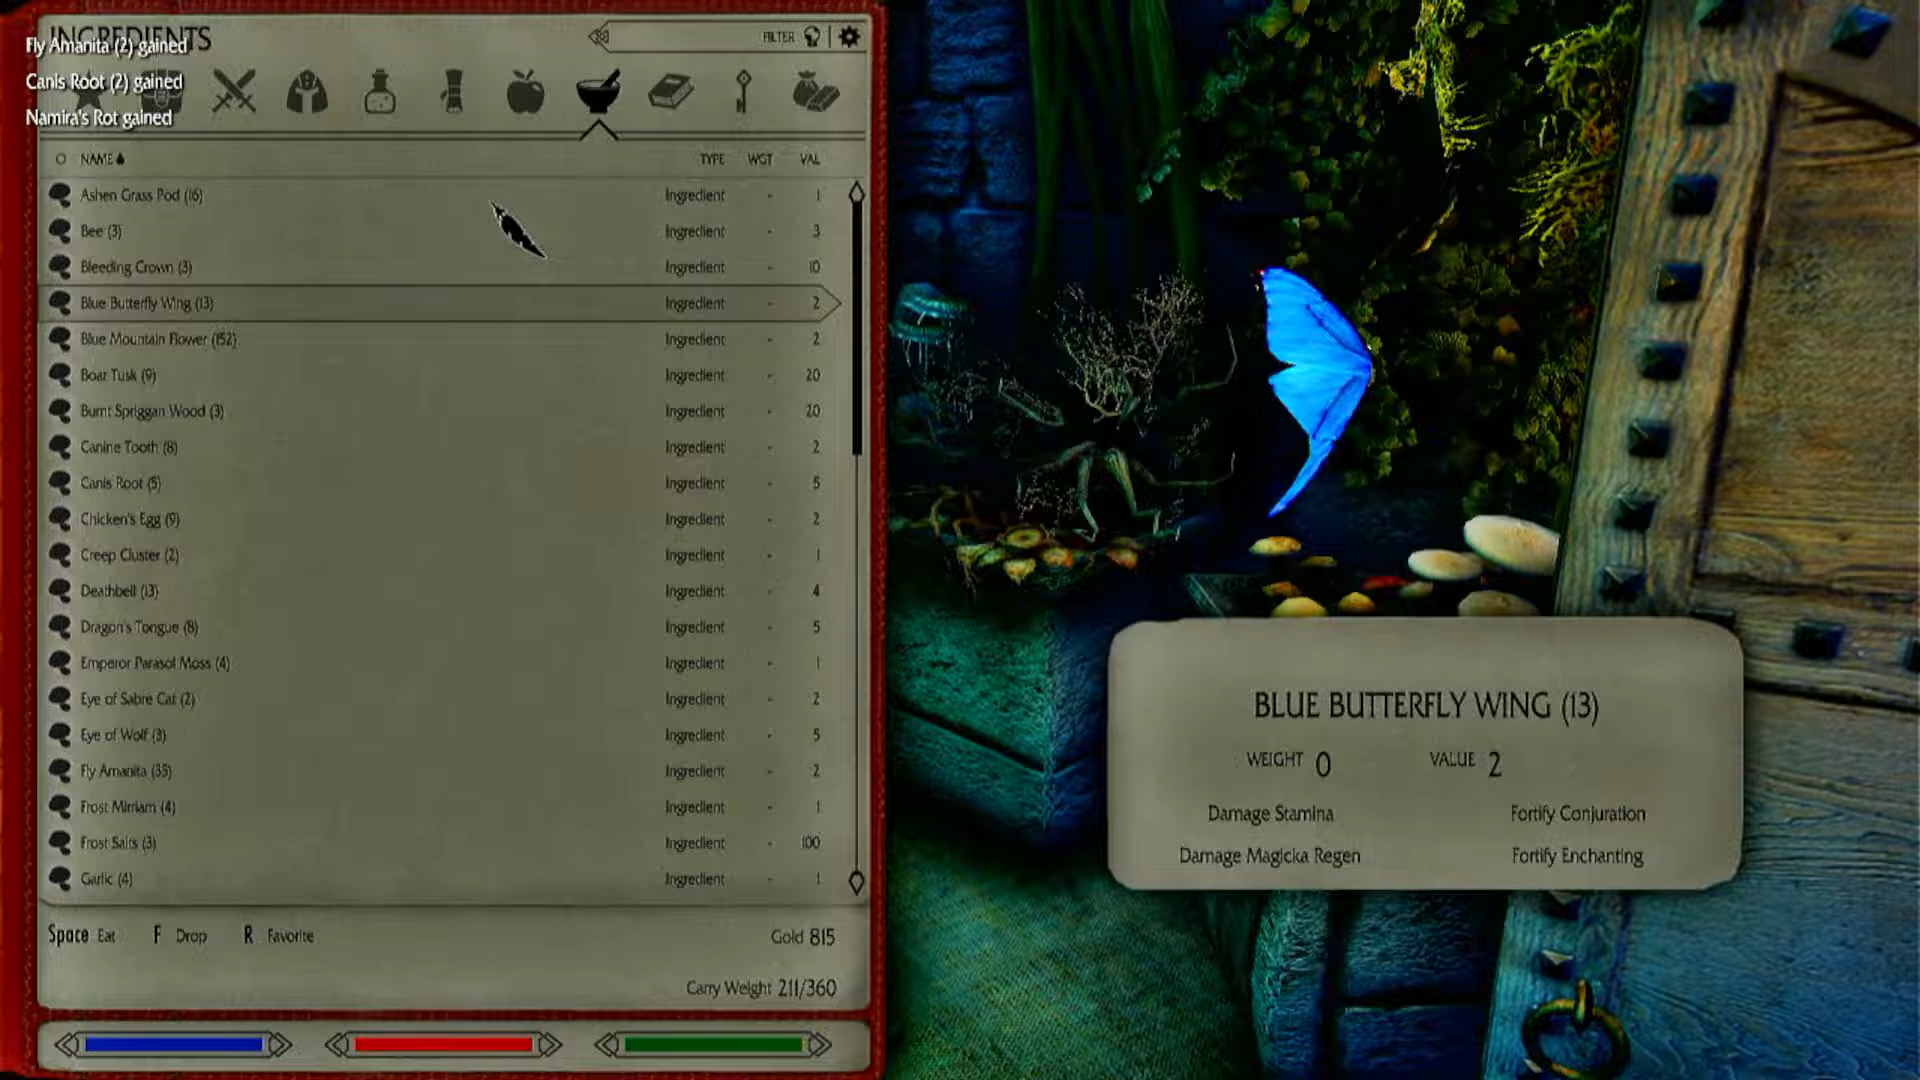 INGREDIENTS
Fly Amanita (2) gained
Canis Root (2) gained
Namira's Rot gained
FILTER
NAME TYPE WGT VAL
Ashen Grass Pod (16) Ingredient - 1
Bee (3) Ingredient - 3
Bleeding Crown (3) Ingredient - 10
Blue Butterfly Wing (13) Ingredient - 2
Blue Mountain Flower (152) Ingredient - 2
Boar Tusk (9) Ingredient - 20
Burnt Spriggan Wood (3) Ingredient - 20
Canine Tooth (8) Ingredient - 2
Canis Root (5) Ingredient - 5
Chicken's Egg (9) Ingredient - 2
Creep Cluster (2) Ingredient - 1
Deathbell (13) Ingredient - 4
Dragon's Tongue (8) Ingredient - 5
Emperor Parasol Moss (4) Ingredient - 1
Eye of Sabre Cat (2) Ingredient - 2
Eye of Wolf (3) Ingredient - 5
Fly Amanita (35) Ingredient - 2
Frost Mirriam (4) Ingredient - 1
Frost Salts (3) Ingredient - 100
Garlic (4) Ingredient - 1
Space Eat F Drop R Favorite Gold 815
Carry Weight 211/360
BLUE BUTTERFLY WING (13)
WEIGHT 0 VALUE 2
Damage Stamina Fortify Conjuration
Damage Magicka Regen Fortify Enchanting